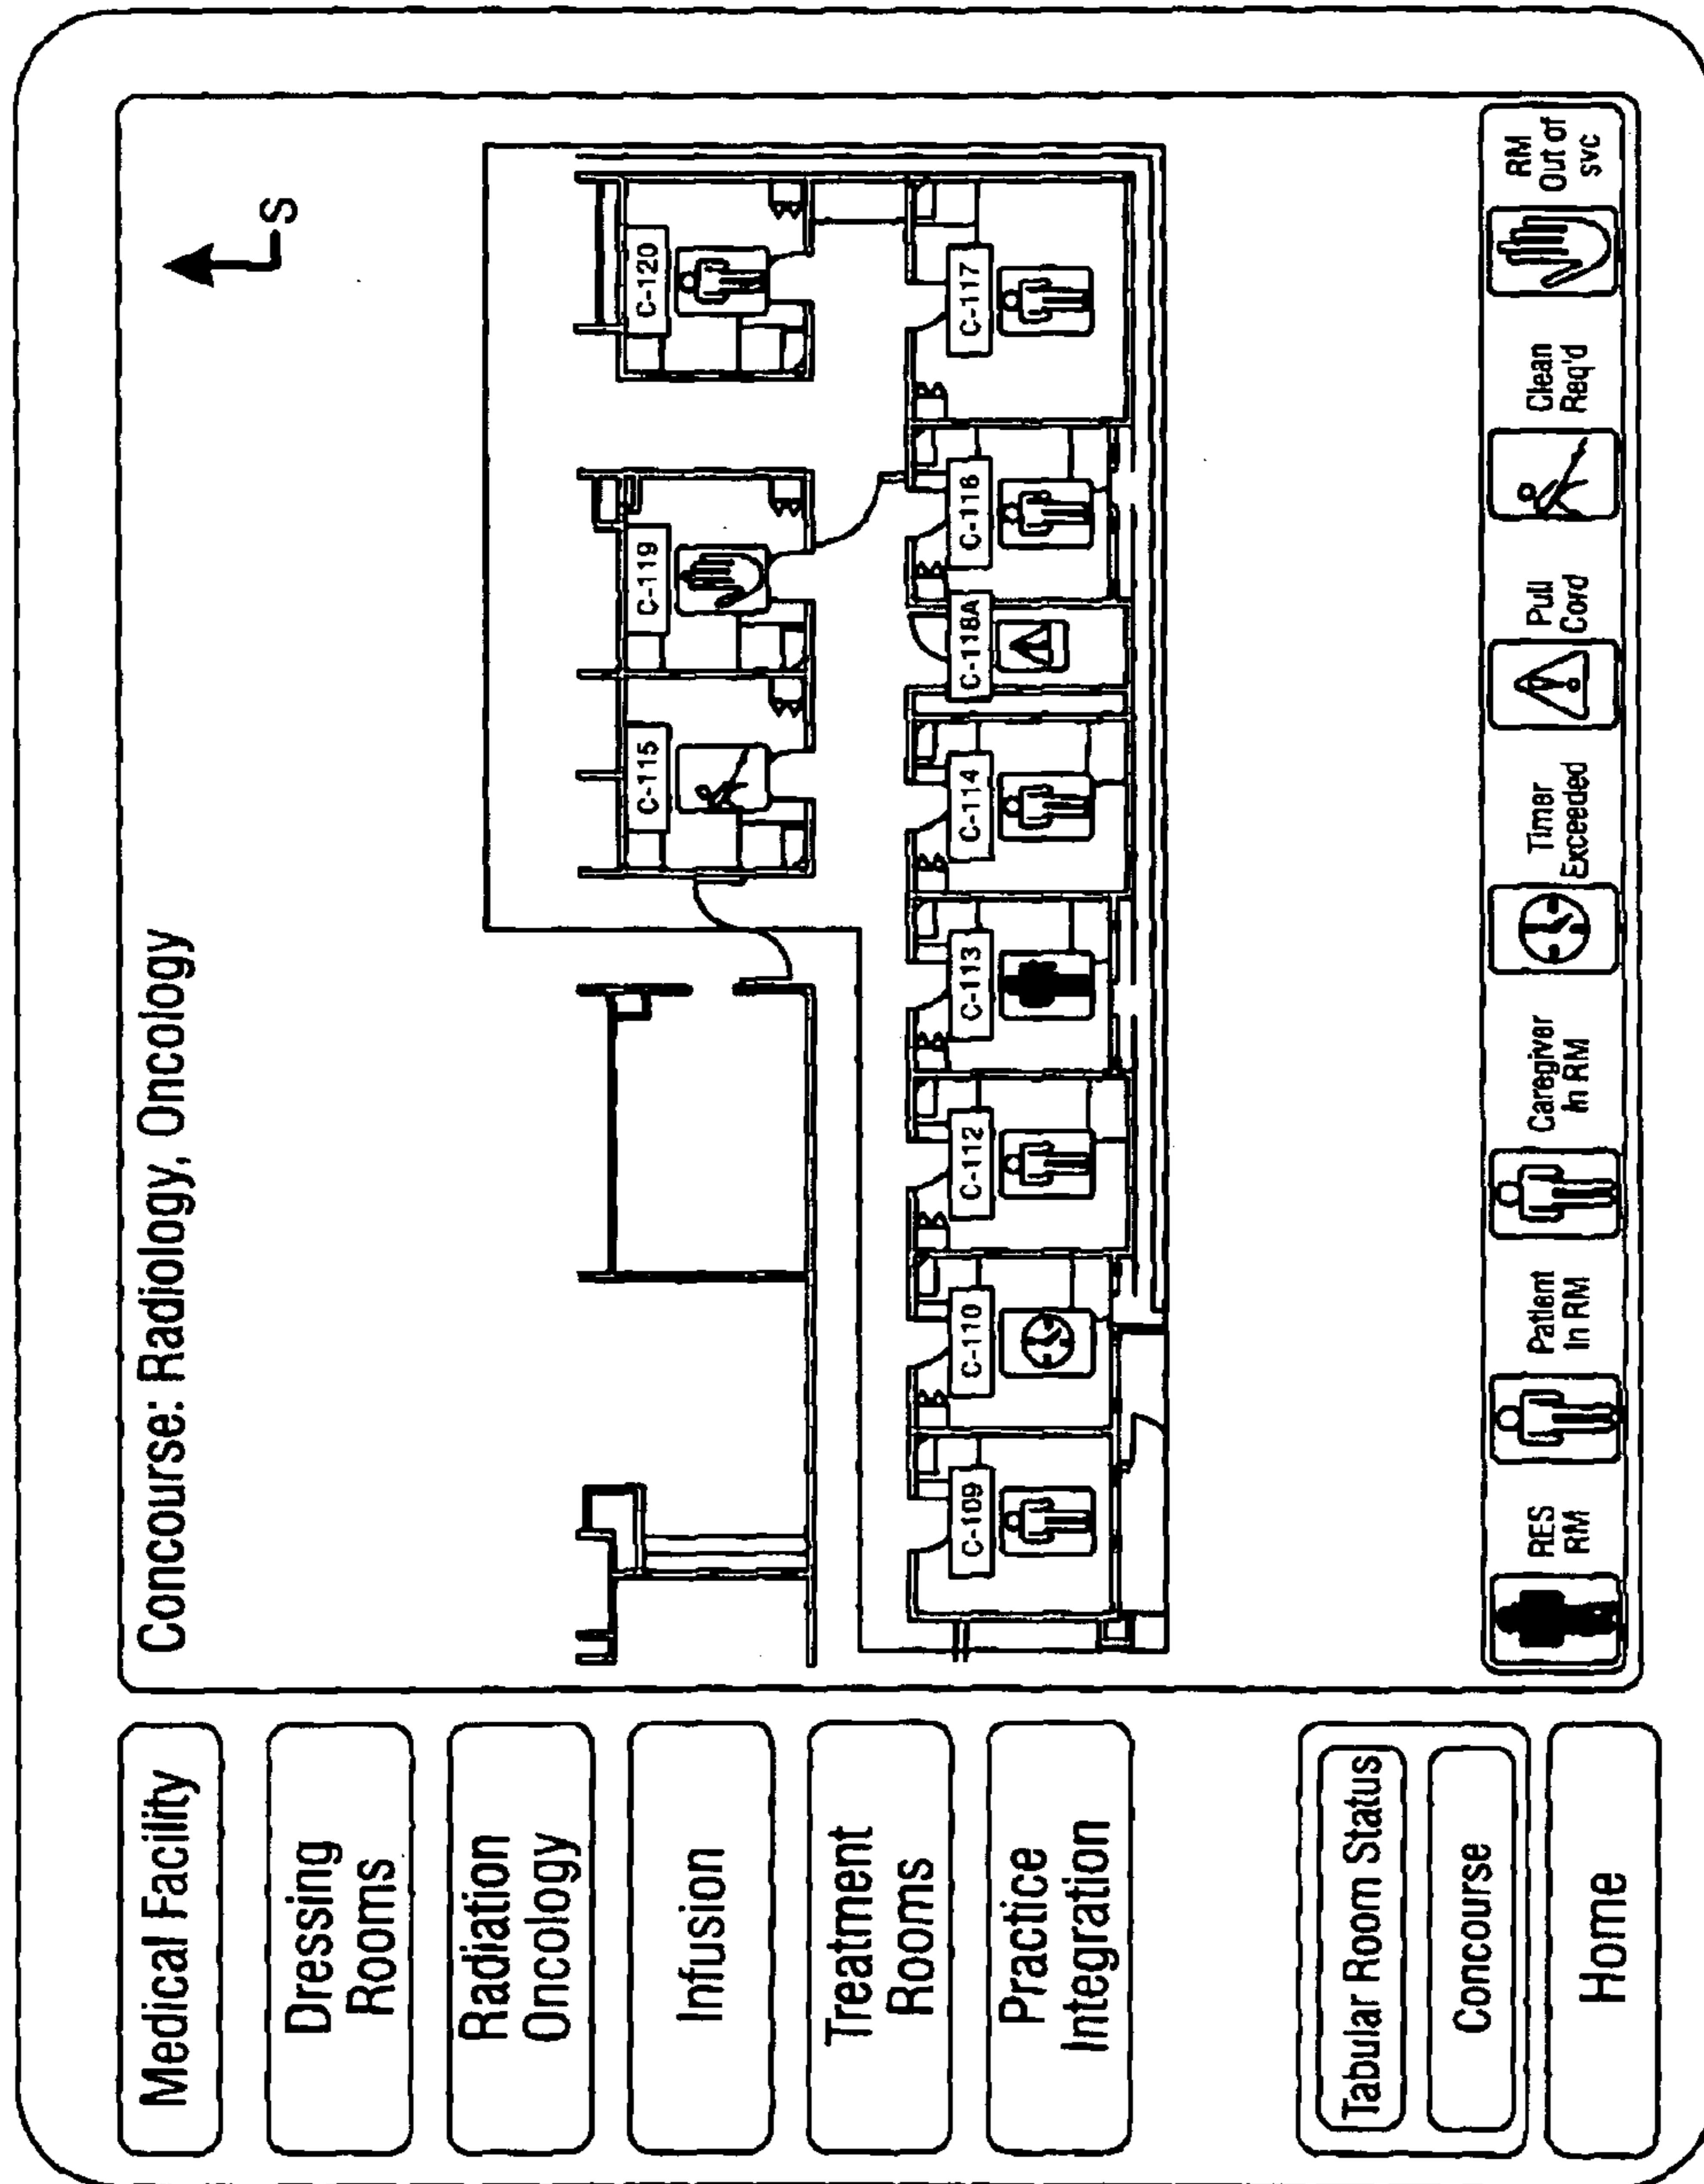 Medical Facility
Dressing
Rooms
Radiation
Oncology
Infusion
Treatment
Rooms
Practice
Integration
Tabular Room Status
Concourse
Home
Concourse: Radiology, Oncology
S
C-115
C-119
C-120
C-109
C-110
C-112
C-113
C-114
C-118A
C-116
C-117
RES
RM
Patient
In RM
Caregiver
In RM
Timer
Exceeded
Pull
Cord
Clean
Req'd
RM
Out of
svc